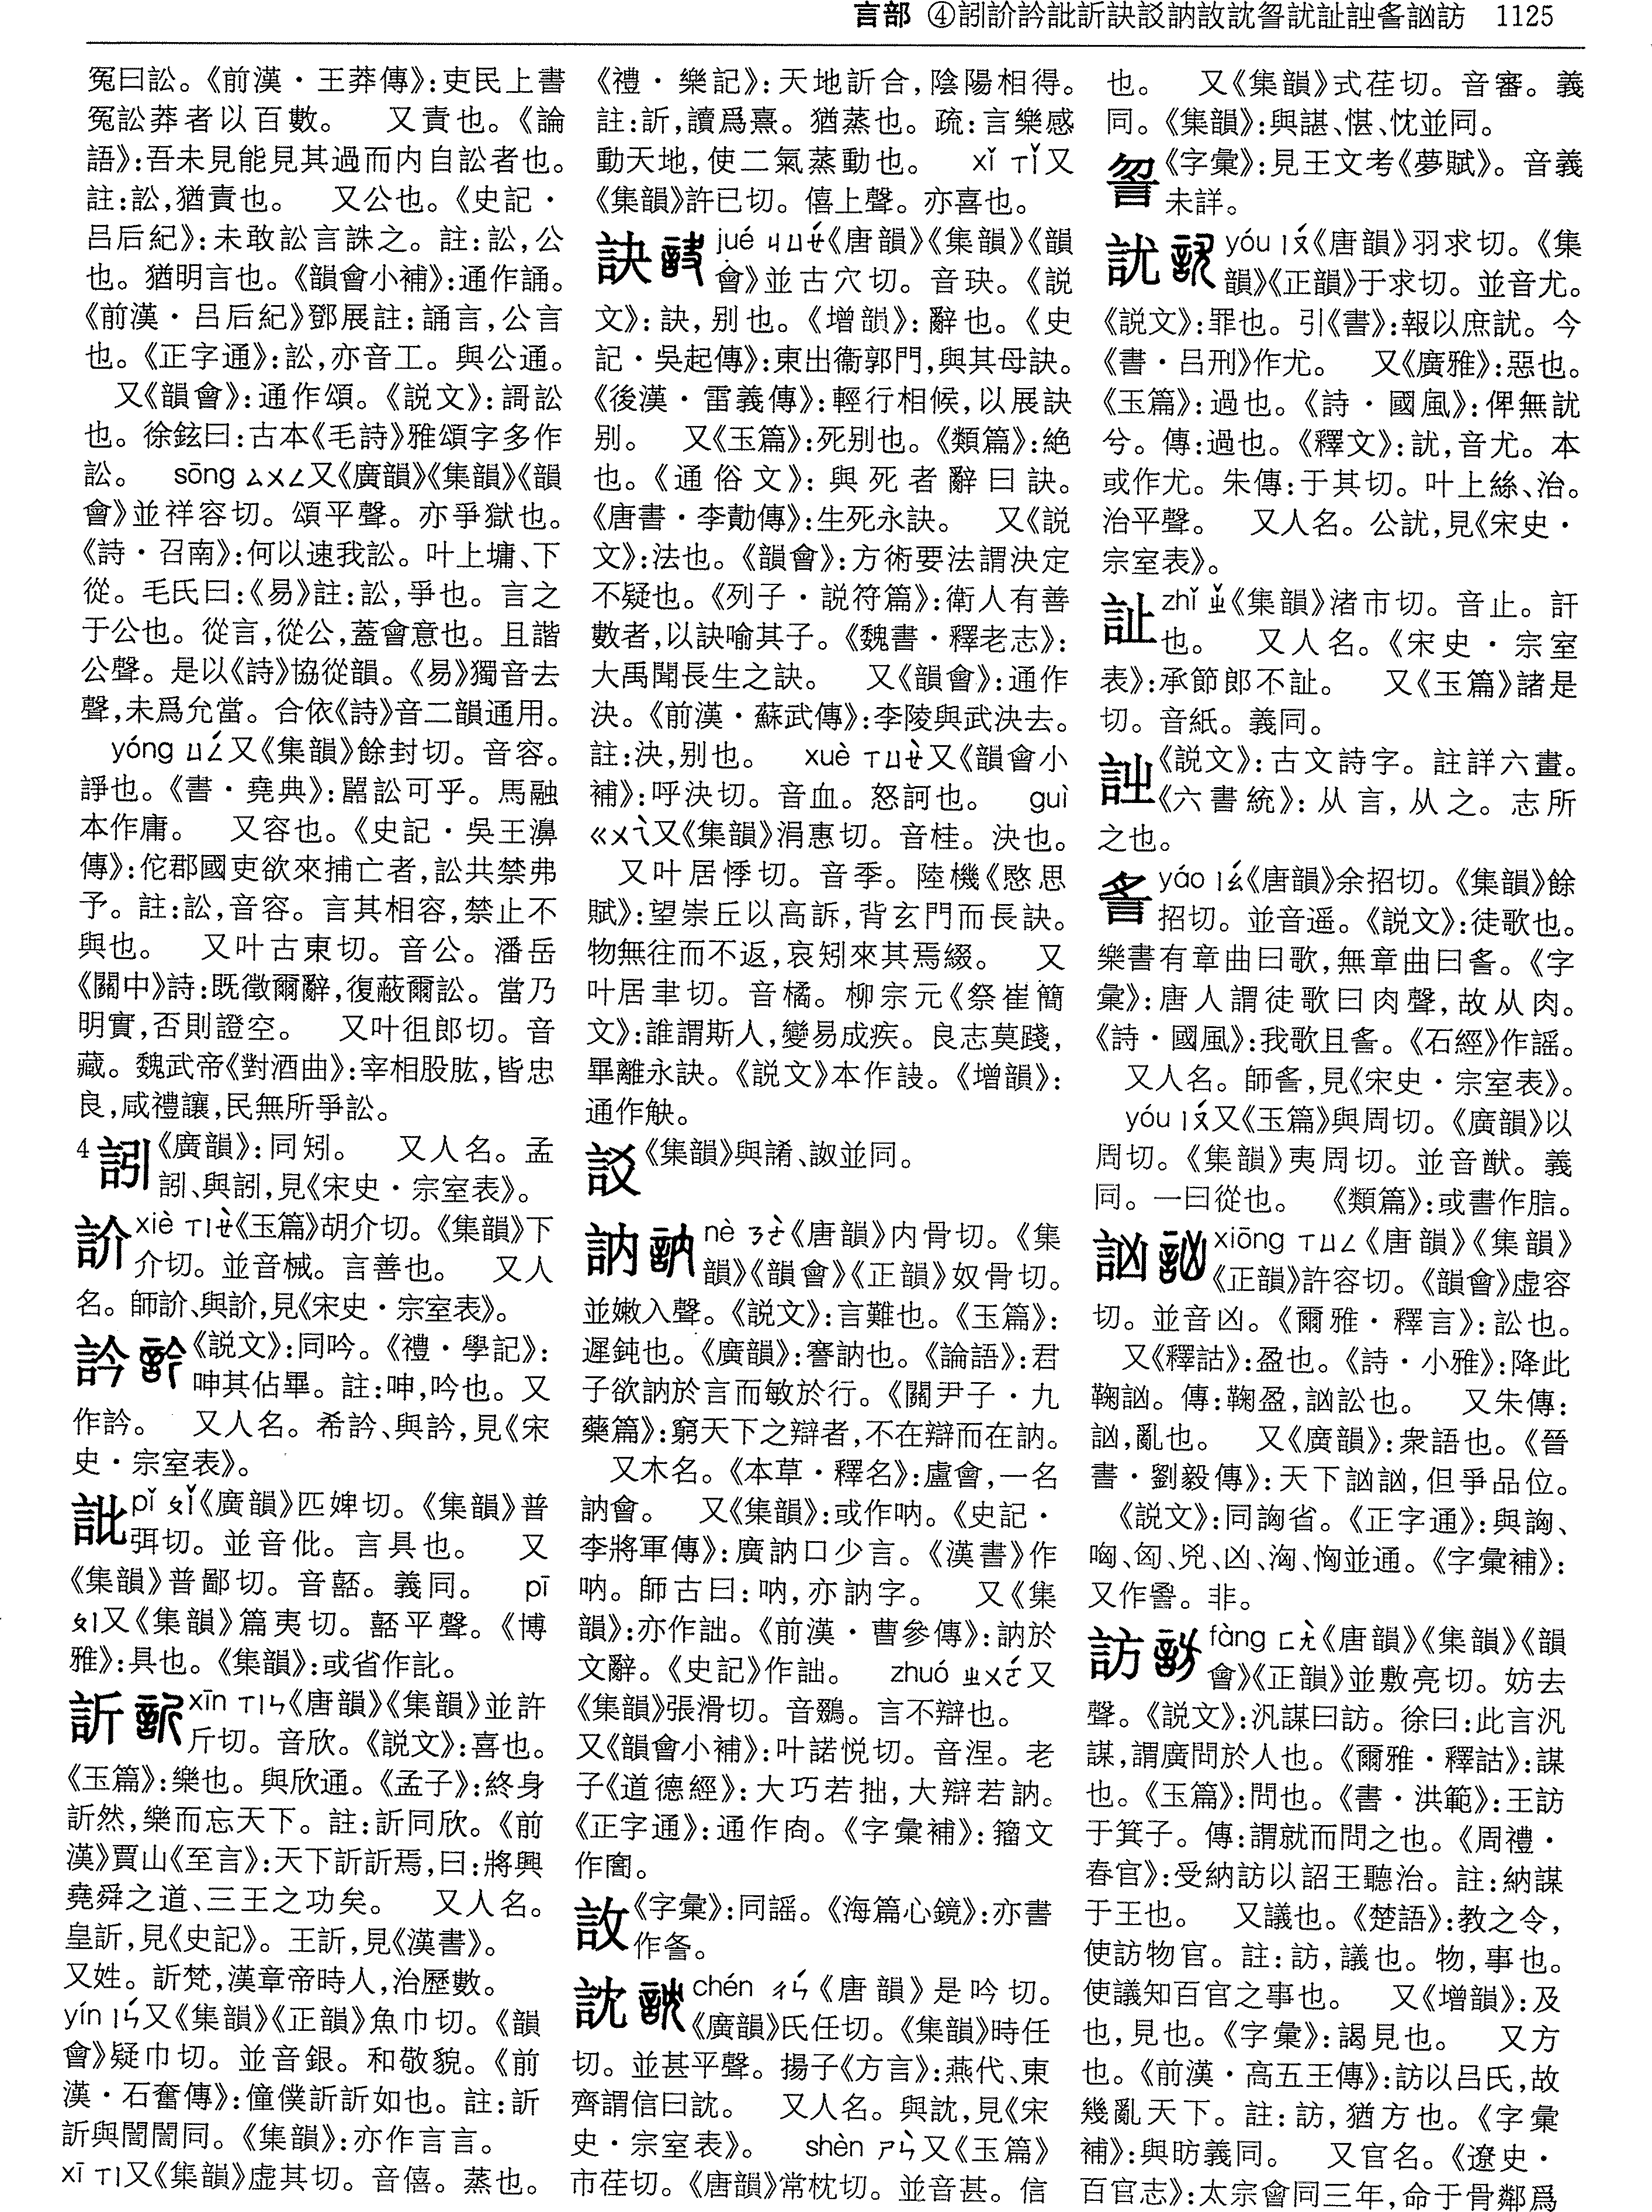 言部 ④訠訃訡訿訢訣𧥺訥䚻訦訾訧訨𧥳䚻訩訪 1125
冤曰訟。《前漢·王莽傳》:吏民上書
冤訟莽者以百數。 又責也。《論
語》:吾未見能見其過而内自訟者也。
註:訟,猶責也。 又公也。《史記·
吕后紀》:未敢訟言誅之。註:訟,公
也。猶明言也。《韻會小補》:通作誦。
《前漢·吕后紀》鄧展註:誦言,公言
也。《正字通》:訟,亦音工。與公通。
又《韻會》:通作頌。《説文》:謌訟
也。徐鉉曰:古本《毛詩》雅頌字多作
訟。 sōng ㄙㄨㄥ又《廣韻》《集韻》《韻
會》並祥容切。頌平聲。亦爭獄也。
《詩·召南》:何以速我訟。叶上墉、下
從。毛氏曰:《易》註:訟,爭也。言之
于公也。從言,從公,蓋會意也。且諧
公聲。是以《詩》協從韻。《易》獨音去
聲,未爲允當。合依《詩》音二韻通用。
yóng ㄩㄥˊ又《集韻》餘封切。音容。
諍也。《書·堯典》:嚚訟可乎。馬融
本作庸。 又容也。《史記·吳王濞
傳》:佗郡國吏欲來捕亡者,訟共禁弗
予。註:訟,音容。言其相容,禁止不
與也。 又叶古東切。音公。潘岳
《關中》詩:既徵爾辭,復蔽爾訟。當乃
明實,否則證空。 又叶徂郎切。音
藏。魏武帝《對酒曲》:宰相股肱,皆忠
良,咸禮讓,民無所爭訟。
4 訠《廣韻》:同矧。 又人名。孟
訠、與訠,見《宋史·宗室表》。
䚸 xiè ㄒㄧㄝˋ《玉篇》胡介切。《集韻》下
介切。並音械。言善也。 又人
名。師䚸、與䚸,見《宋史·宗室表》。
訡《説文》:同吟。《禮·學記》:
呻其佔畢。註:呻,吟也。又
作訡。 又人名。希訡、與訡,見《宋
史·宗室表》。
䚹 pǐ ㄆㄧˇ《廣韻》匹婢切。《集韻》普
弭切。並音仳。言具也。 又
《集韻》普鄙切。音嚭。義同。 pī
ㄆㄧ又《集韻》篇夷切。嚭平聲。《博
雅》:具也。《集韻》:或省作訛。
訢 xīn ㄒㄧㄣ《唐韻》《集韻》並許
斤切。音欣。《説文》:喜也。
《玉篇》:樂也。與欣通。《孟子》:終身
訢然,樂而忘天下。註:訢同欣。《前
漢》賈山《至言》:天下訢訢焉,曰:將興
堯舜之道、三王之功矣。 又人名。
皇訢,見《史記》。王訢,見《漢書》。
又姓。訢梵,漢章帝時人,治歷數。
yín ㄧㄣˊ又《集韻》《正韻》魚巾切。《韻
會》疑巾切。並音銀。和敬貌。《前
漢·石奮傳》:僮僕訢訢如也。註:訢
訢與誾誾同。《集韻》:亦作言言。
xī ㄒㄧ又《集韻》虚其切。音僖。蒸也。
《禮·樂記》:天地訢合,陰陽相得。
註:訢,讀爲熹。猶蒸也。疏:言樂感
動天地,使二氣蒸動也。 xǐ ㄒㄧˇ又
《集韻》許已切。僖上聲。亦喜也。
訣 jué ㄐㄩㄝˊ《唐韻》《集韻》《韻
會》並古穴切。音玦。《説
文》:訣,别也。《增韻》:辭也。《史
記·吳起傳》:東出衞郭門,與其母訣。
《後漢·雷義傳》:輕行相候,以展訣
别。 又《玉篇》:死别也。《類篇》:絶
也。《通俗文》:與死者辭曰訣。
《唐書·李勣傳》:生死永訣。 又《説
文》:法也。《韻會》:方術要法謂決定
不疑也。《列子·説符篇》:衛人有善
數者,以訣喻其子。《魏書·釋老志》:
大禹聞長生之訣。 又《韻會》:通作
決。《前漢·蘇武傳》:李陵與武決去。
註:決,别也。 xuè ㄒㄩㄝˋ又《韻會小
補》:呼決切。音血。怒訶也。 guì
ㄍㄨㄟˋ又《集韻》涓惠切。音桂。決也。
又叶居悸切。音季。陸機《愍思
賦》:望崇丘以高訴,背玄門而長訣。
物無往而不返,哀矧來其焉綴。 又
叶居聿切。音橘。柳宗元《祭崔簡
文》:誰謂斯人,變易成疾。良志莫踐,
畢離永訣。《説文》本作䛎。《增韻》:
通作觖。
𧥺《集韻》與誵、詉並同。
訥 nè ㄋㄜˋ《唐韻》内骨切。《集
韻》《韻會》《正韻》奴骨切。
並嫩入聲。《説文》:言難也。《玉篇》:
遲鈍也。《廣韻》:謇訥也。《論語》:君
子欲訥於言而敏於行。《關尹子·九
藥篇》:窮天下之辯者,不在辯而在訥。
又木名。《本草·釋名》:盧會,一名
訥會。 又《集韻》:或作呐。《史記·
李將軍傳》:廣訥口少言。《漢書》作
呐。師古曰:呐,亦訥字。 又《集
韻》:亦作詘。《前漢·曹參傳》:訥於
文辭。《史記》作詘。 zhuó ㄓㄨㄛˊ又
《集韻》張滑切。音鵽。言不辯也。
又《韻會小補》:叶諾悦切。音涅。老
子《道德經》:大巧若拙,大辯若訥。
《正字通》:通作㕯。《字彙補》:籀文
作𧦮。
《字彙》:同謡。《海篇心鏡》:亦書
作䚻。
訦 chén ㄔㄣˊ《唐韻》是吟切。
《廣韻》氏任切。《集韻》時任
切。並甚平聲。揚子《方言》:燕代、東
齊謂信曰訦。 又人名。與訦,見《宋
史·宗室表》。 shèn ㄕㄣˋ又《玉篇》
市荏切。《唐韻》常枕切。並音甚。信
也。 又《集韻》式荏切。音審。義
同。《集韻》:與諶、愖、忱並同。
《字彙》:見王文考《夢賦》。音義
未詳。
訧 yóu ㄧㄡˊ《唐韻》羽求切。《集
韻》《正韻》于求切。並音尤。
《説文》:罪也。引《書》:報以庶訧。今
《書·吕刑》作尤。 又《廣雅》:惡也。
《玉篇》:過也。《詩·國風》:俾無訧
兮。傳:過也。《釋文》:訧,音尤。本
或作尤。朱傳:于其切。叶上絲、治。
治平聲。 又人名。公訧,見《宋史·
宗室表》。
訨 zhǐ ㄓˇ《集韻》渚市切。音止。訐
也。 又人名。《宋史·宗室
表》:承節郎不訨。 又《玉篇》諸是
切。音紙。義同。
𧥳《説文》:古文詩字。註詳六畫。
《六書統》:从言,从之。志所
之也。
䚻 yáo ㄧㄠˊ《唐韻》余招切。《集韻》餘
招切。並音遥。《説文》:徒歌也。
樂書有章曲曰歌,無章曲曰䚻。《字
彙》:唐人謂徒歌曰肉聲,故从肉。
《詩·國風》:我歌且䚻。《石經》作謡。
又人名。師䚻,見《宋史·宗室表》。
yóu ㄧㄡˊ又《玉篇》與周切。《廣韻》以
周切。《集韻》夷周切。並音猷。義
同。一曰從也。 《類篇》:或書作䛬。
訩 xiōng ㄒㄩㄥ《唐韻》《集韻》
《正韻》許容切。《韻會》虚容
切。並音凶。《爾雅·釋言》:訟也。
又《釋詁》:盈也。《詩·小雅》:降此
鞠訩。傳:鞠盈,訩訟也。 又朱傳:
訩,亂也。 又《廣韻》:衆語也。《晉
書·劉毅傳》:天下訩訩,但爭品位。
《説文》:同詾省。《正字通》:與詾、
哅、匈、兇、凶、洶、恟並通。《字彙補》:
又作𧧗。非。
訪 fàng ㄈㄤˋ《唐韻》《集韻》《韻
會》《正韻》並敷亮切。妨去
聲。《説文》:汎謀曰訪。徐曰:此言汎
謀,謂廣問於人也。《爾雅·釋詁》:謀
也。《玉篇》:問也。《書·洪範》:王訪
于箕子。傳:謂就而問之也。《周禮·
春官》:受納訪以詔王聽治。註:納謀
于王也。 又議也。《楚語》:教之令,
使訪物官。註:訪,議也。物,事也。
使議知百官之事也。 又《增韻》:及
也,見也。《字彙》:謁見也。 又方
也。《前漢·高五王傳》:訪以吕氏,故
幾亂天下。註:訪,猶方也。《字彙
補》:與昉義同。 又官名。《遼史·
百官志》:太宗會同三年,命于骨鄰爲